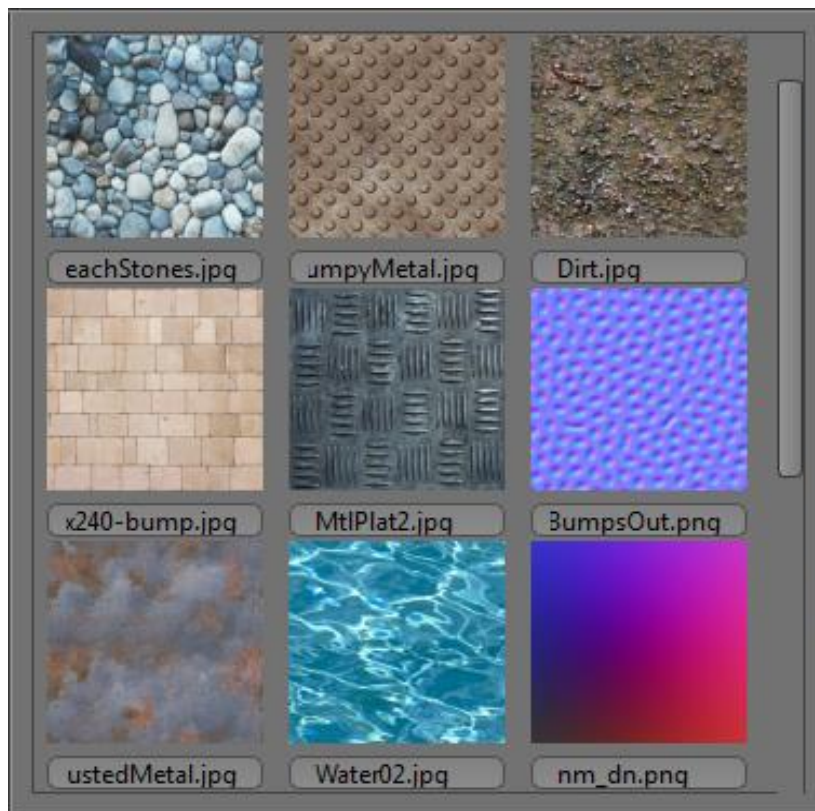 eachStones.jpg
umpyMetal.jpg
Dirt.jpg
x240-bump.jpg
MtlPlat2.jpg
BumpsOut.png
ustedMetal.jpg
Water02.jpg
nm_dn.png